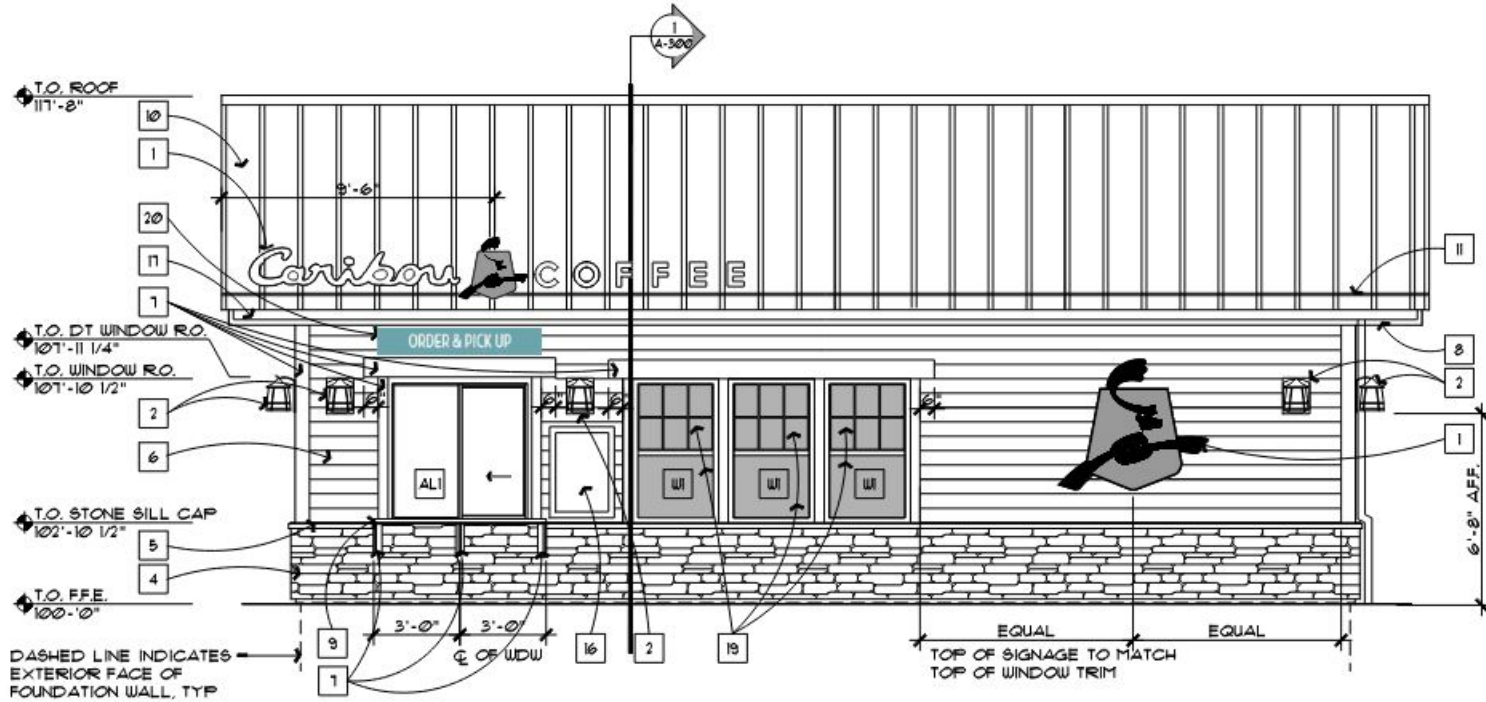 1
A-300
T.O. ROOF
117'-8"
10
1
9'-6"
20
17
Caribou COFFEE
11
7
T.O. DT WINDOW R.O.
107'-11 1/4"
ORDER & PICK UP
8
T.O. WINDOW R.O.
107'-10 1/2"
2
6" 6" 6" 6"
2
1
6
AL1
W1 W1 W1
T.O. STONE SILL CAP
102'-10 1/2"
5
4
6'-8" AFF.
T.O. F.F.E.
100'-0"
9
3'-0" 3'-0"
℄ OF WDW
16
2
19
EQUAL EQUAL
DASHED LINE INDICATES
EXTERIOR FACE OF
FOUNDATION WALL, TYP
7
TOP OF SIGNAGE TO MATCH
TOP OF WINDOW TRIM